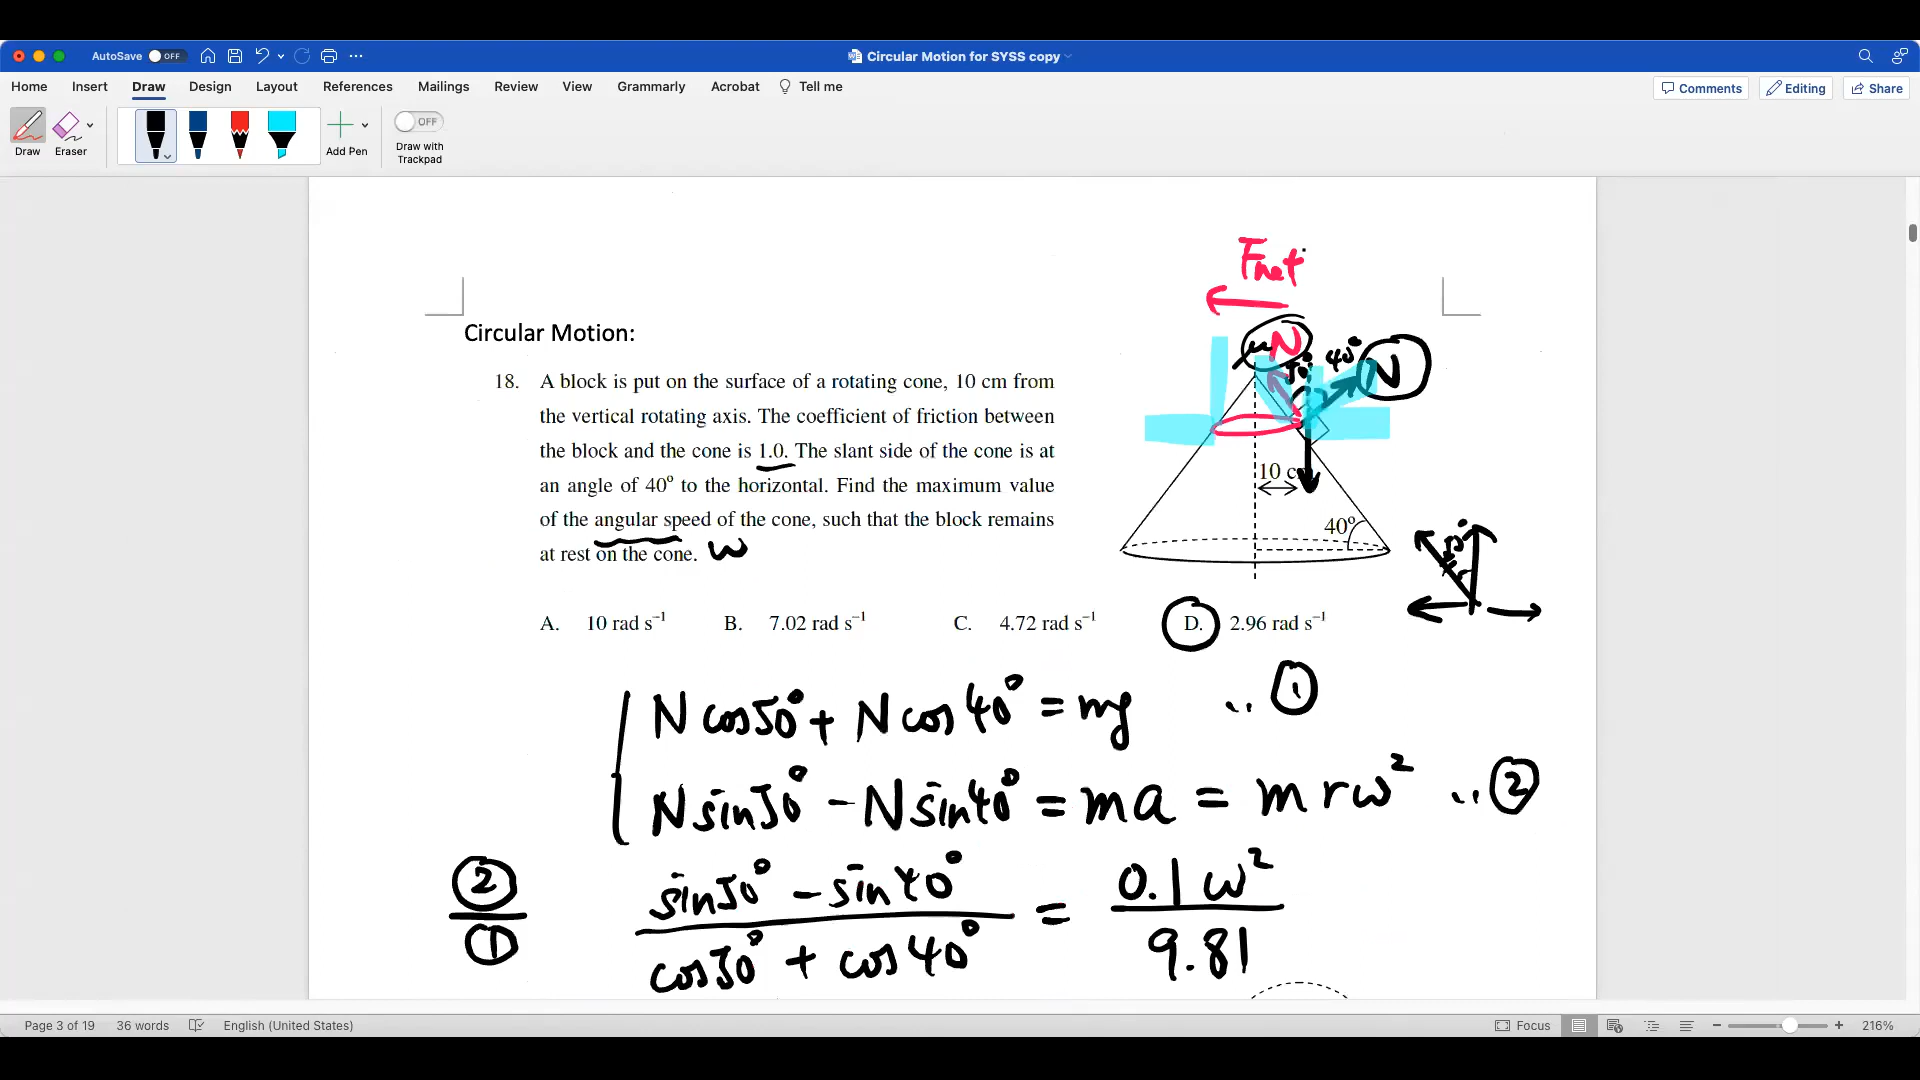 AutoSave OFF
Circular Motion for SYSS copy
Home Insert Draw Design Layout References Mailings Review View Grammarly Acrobat Tell me
Comments Editing Share
Draw Eraser Add Pen OFF Draw with Trackpad
Fnet
μN 50° 40° N
Circular Motion:
18. A block is put on the surface of a rotating cone, 10 cm from
the vertical rotating axis. The coefficient of friction between
the block and the cone is 1.0. The slant side of the cone is at
an angle of 40° to the horizontal. Find the maximum value
of the angular speed of the cone, such that the block remains
at rest on the cone. ω
10 c
40°
A. 10 rad s⁻¹ B. 7.02 rad s⁻¹ C. 4.72 rad s⁻¹ D. 2.96 rad s⁻¹
N cos50° + N cos40° = mg .. ①
N sin50° − N sin40° = ma = mrω² .. ②
② sin50° − sin40° = 0.1 ω²
① cos50° + cos40° 9.81
Page 3 of 19 36 words English (United States) Focus 216%